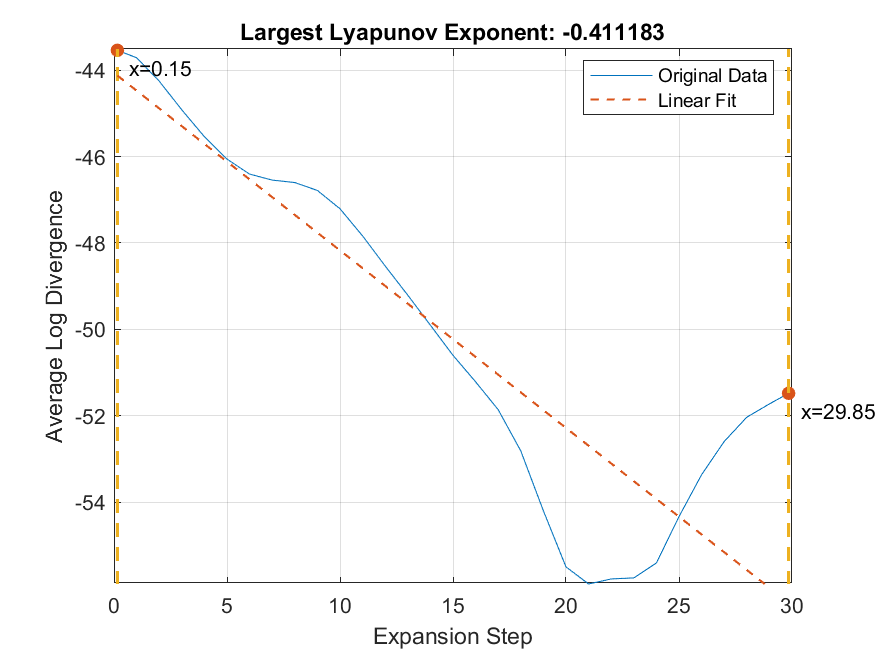 Largest Lyapunov Exponent: -0.411183
Original Data
Linear Fit
x=0.15
x=29.85
Average Log Divergence
-44
-46
-48
-50
-52
-54
0 5 10 15 20 25 30
Expansion Step